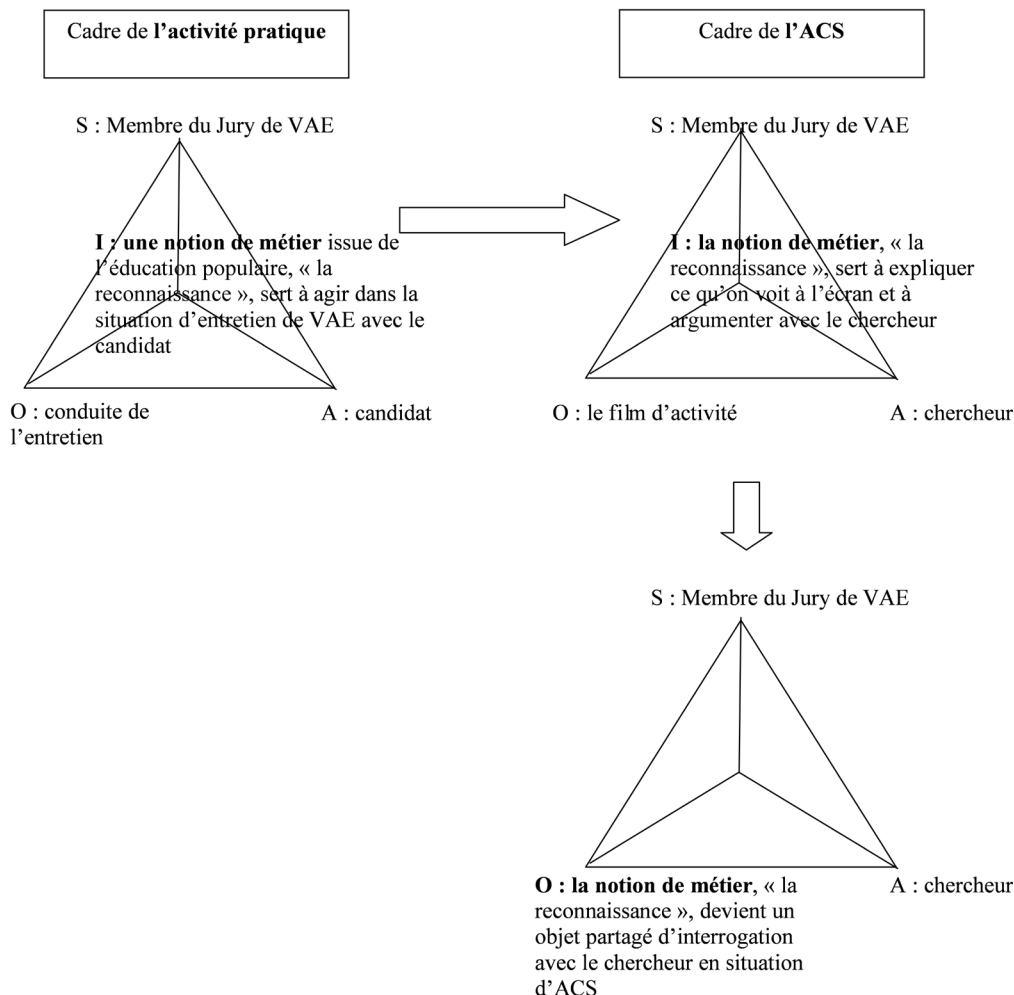 Cadre de l’activité pratique
Cadre de l’ACS
S : Membre du Jury de VAE
I : une notion de métier issue de
l’éducation populaire, « la
reconnaissance », sert à agir dans la
situation d’entretien de VAE avec le
candidat
O : conduite de
l’entretien
A : candidat
S : Membre du Jury de VAE
I : la notion de métier, « la
reconnaissance », sert à expliquer
ce qu’on voit à l’écran et à
argumenter avec le chercheur
O : le film d’activité
A : chercheur
S : Membre du Jury de VAE
O : la notion de métier, « la
reconnaissance », devient un
objet partagé d’interrogation
avec le chercheur en situation
d’ACS
A : chercheur